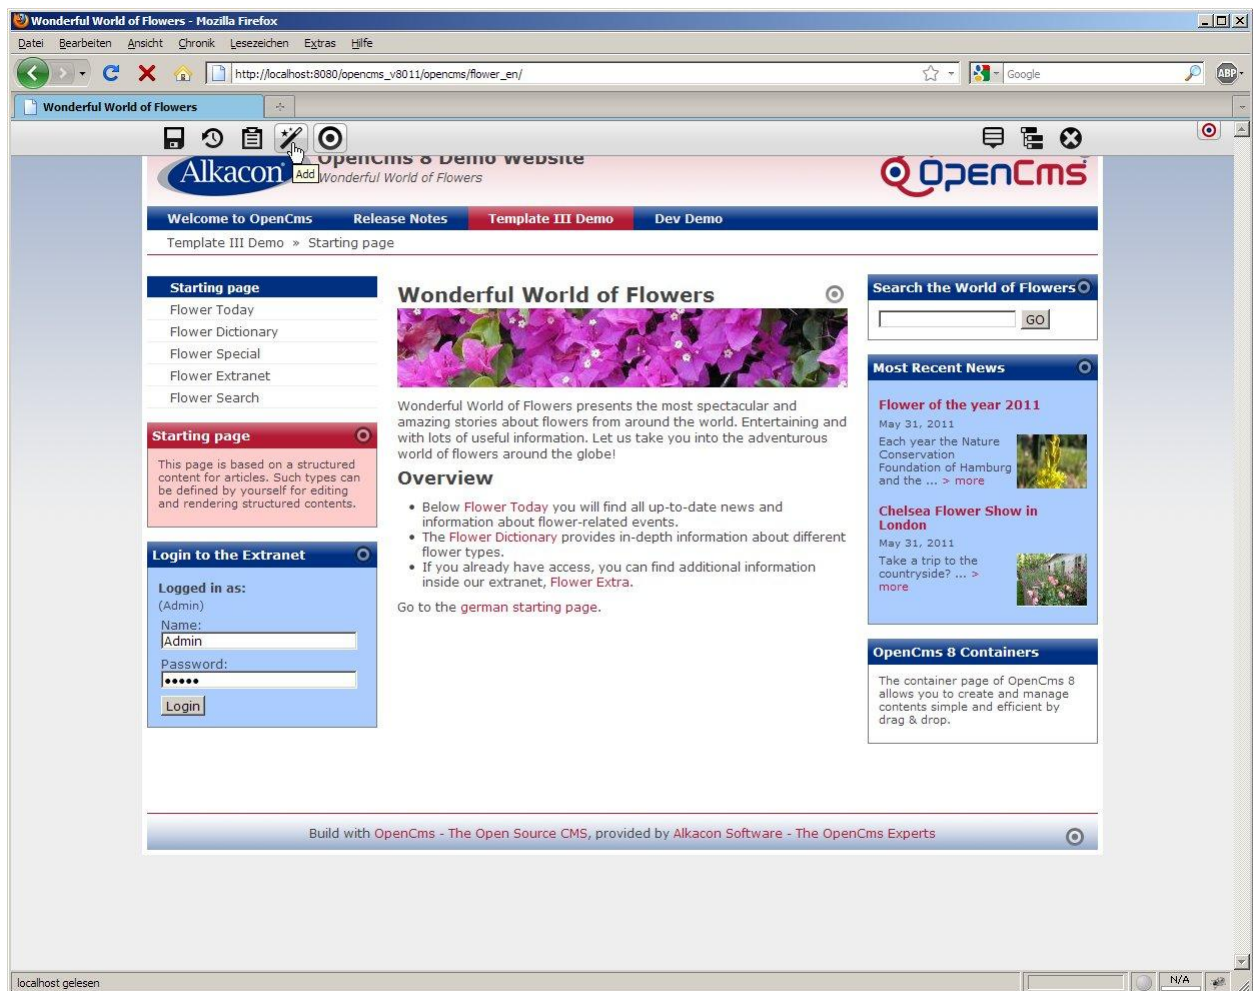 Wonderful World of Flowers - Mozilla Firefox
Datei Bearbeiten Ansicht Chronik Lesezeichen Extras Hilfe
http://localhost:8080/opencms_v8011/opencms/flower_en/
Google
ABP
Wonderful World of Flowers
Add
Alkacon
OpenCms 8 Demo Website
Wonderful World of Flowers
OpenCms
Welcome to OpenCms Release Notes Template III Demo Dev Demo
Template III Demo » Starting page
Starting page
Flower Today
Flower Dictionary
Flower Special
Flower Extranet
Flower Search
Starting page
This page is based on a structured
content for articles. Such types can
be defined by yourself for editing
and rendering structured contents.
Login to the Extranet
Logged in as:
(Admin)
Name:
Admin
Password:
•••••
Login
Wonderful World of Flowers
Wonderful World of Flowers presents the most spectacular and
amazing stories about flowers from around the world. Entertaining and
with lots of useful information. Let us take you into the adventurous
world of flowers around the globe!
Overview
• Below Flower Today you will find all up-to-date news and
information about flower-related events.
• The Flower Dictionary provides in-depth information about different
flower types.
• If you already have access, you can find additional information
inside our extranet, Flower Extra.
Go to the german starting page.
Search the World of Flowers
GO
Most Recent News
Flower of the year 2011
May 31, 2011
Each year the Nature
Conservation
Foundation of Hamburg
and the ... > more
Chelsea Flower Show in
London
May 31, 2011
Take a trip to the
countryside? ... >
more
OpenCms 8 Containers
The container page of OpenCms 8
allows you to create and manage
contents simple and efficient by
drag & drop.
Build with OpenCms - The Open Source CMS, provided by Alkacon Software - The OpenCms Experts
localhost gelesen
N/A